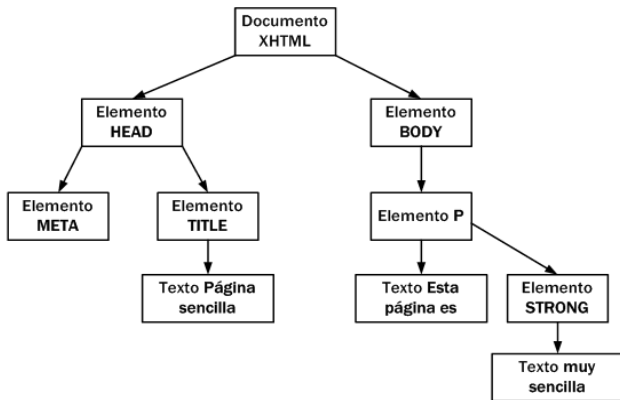 Documento
XHTML
Elemento
HEAD
Elemento
BODY
Elemento
META
Elemento
TITLE
Elemento P
Texto Página
sencilla
Texto Esta
página es
Elemento
STRONG
Texto muy
sencilla